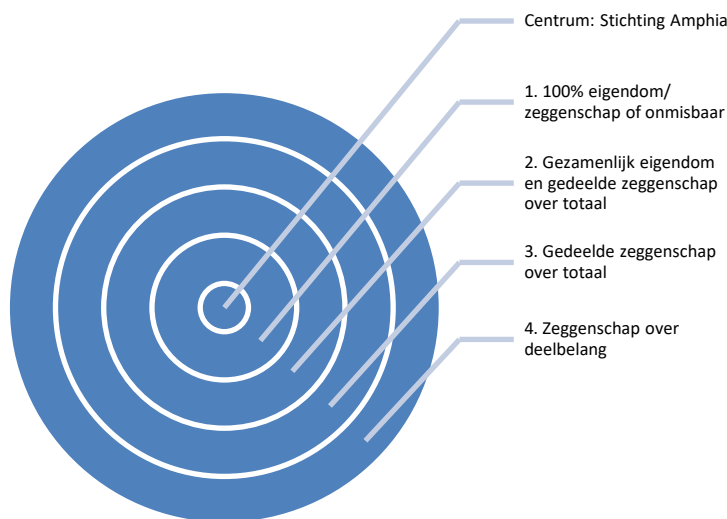 Centrum: Stichting Amphia
1. 100% eigendom/
zeggenschap of onmisbaar
2. Gezamenlijk eigendom
en gedeelde zeggenschap
over totaal
3. Gedeelde zeggenschap
over totaal
4. Zeggenschap over
deelbelang